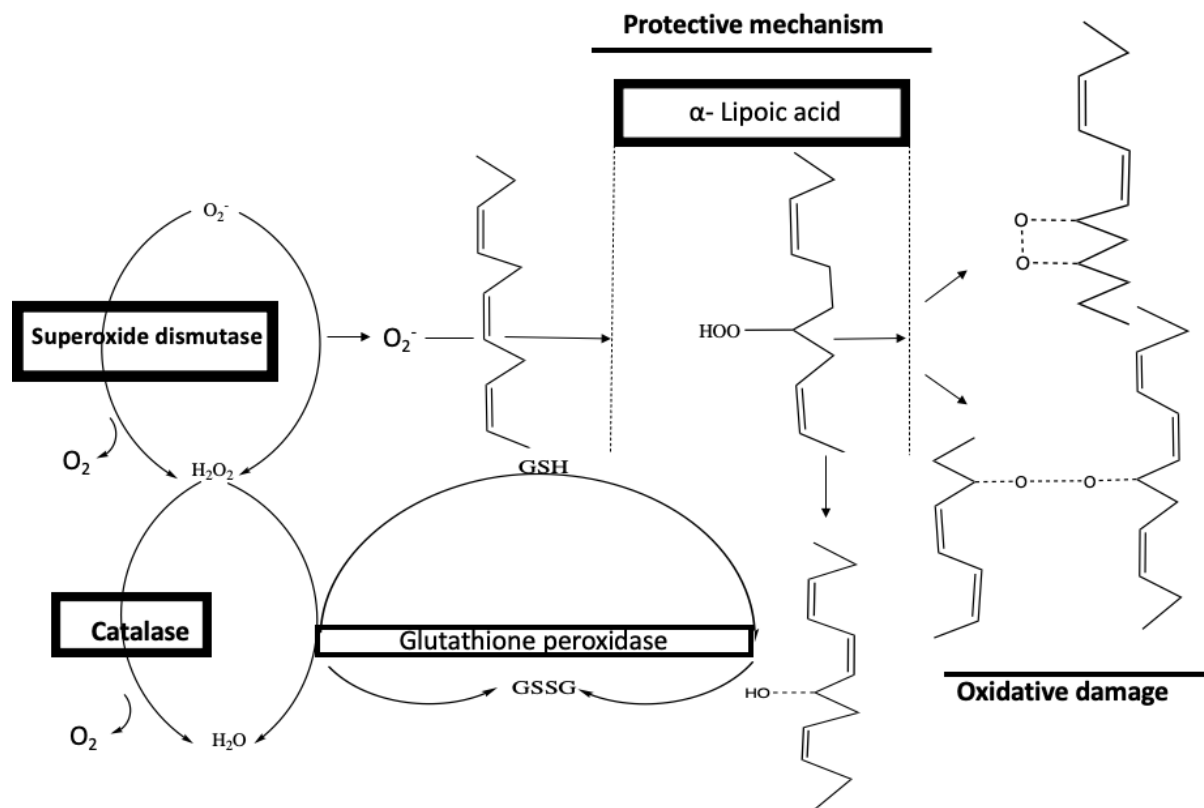 Protective mechanism
α- Lipoic acid
O₂⁻
Superoxide dismutase
O₂⁻
HOO
O
O
O₂
H₂O₂
GSH
O
O
Catalase
Glutathione peroxidase
GSSG
HO
O₂
H₂O
Oxidative damage